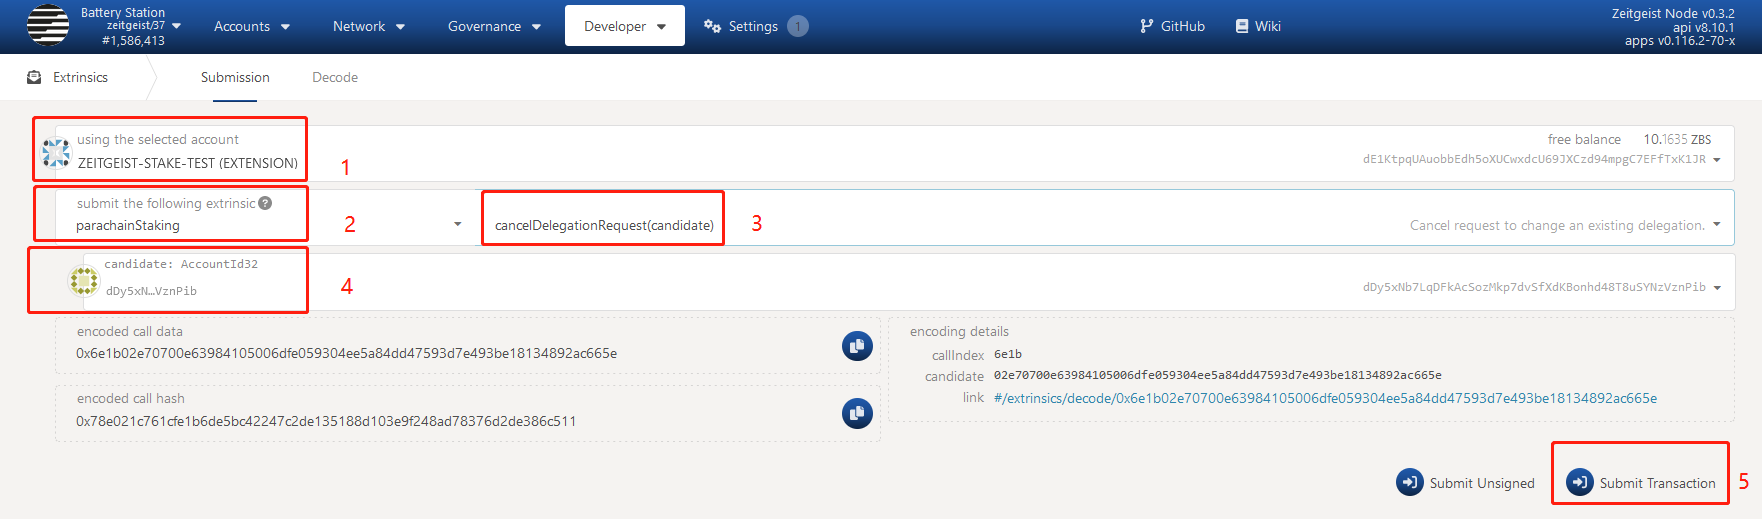 Battery Station
zeitgeist/37
#1,586,413
Accounts
Network
Governance
Developer
Settings
1
GitHub
Wiki
Zeitgeist Node v0.3.2
api v8.10.1
apps v0.116.2-70-x
Extrinsics
Submission
Decode
using the selected account
ZEITGEIST-STAKE-TEST (EXTENSION)
1
free balance 10.1635 ZBS
dE1KtpqUAuobbEdh5oXUCwxdcU69JXCzd94mpgC7EFfTxK1JR
submit the following extrinsic ?
parachainStaking
2
cancelDelegationRequest(candidate)
3
Cancel request to change an existing delegation.
candidate: AccountId32
dDy5xN…VznPib
4
dDy5xNb7LqDFkAcSozMkp7dvSfXdKBonhd48T8uSYNzVznPib
encoded call data
0x6e1b02e70700e63984105006dfe059304ee5a84dd47593d7e493be18134892ac665e
encoded call hash
0x78e021c761cfe1b6de5bc42247c2de135188d103e9f248ad78376d2de386c511
encoding details
callIndex 6e1b
candidate 02e70700e63984105006dfe059304ee5a84dd47593d7e493be18134892ac665e
link #/extrinsics/decode/0x6e1b02e70700e63984105006dfe059304ee5a84dd47593d7e493be18134892ac665e
Submit Unsigned
Submit Transaction
5